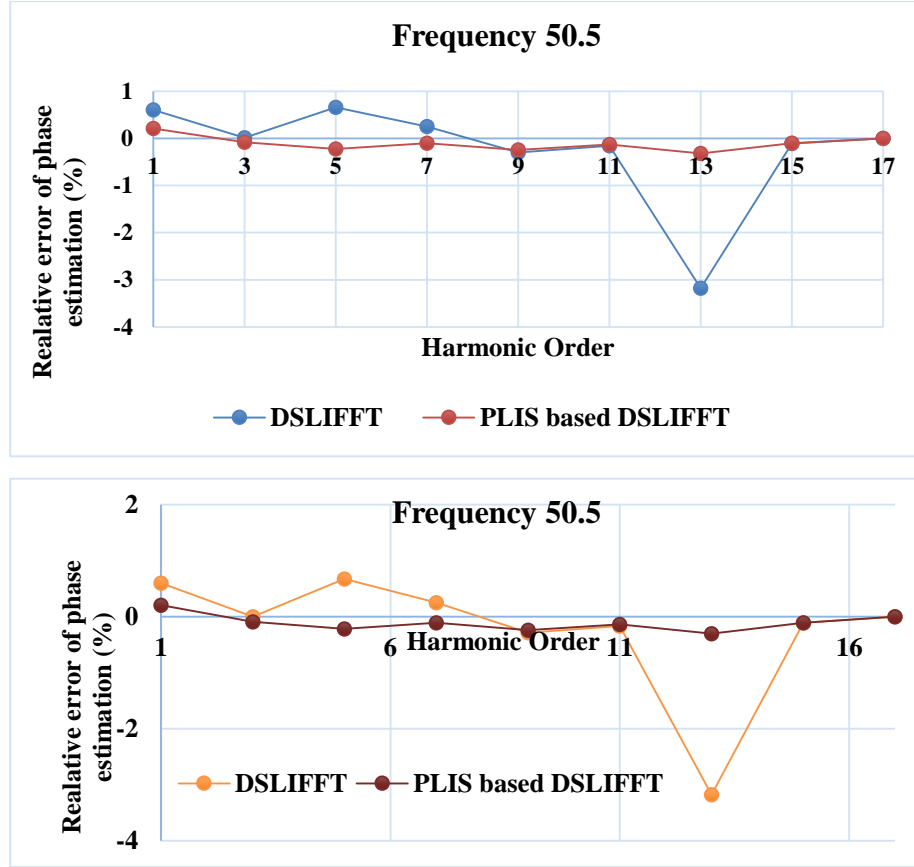 Frequency 50.5
1
0
-1
-2
-3
-4
Realative error of phase
estimation (%)
1 3 5 7 9 11 13 15 17
Harmonic Order
DSLIFFT PLIS based DSLIFFT
Frequency 50.5
2
0
-2
-4
Realative error of phase
estimation (%)
1 6 11 16
Harmonic Order
DSLIFFT PLIS based DSLIFFT